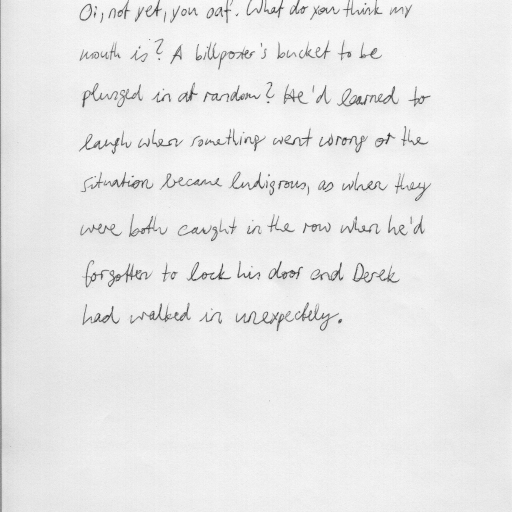 Oi, not yet, you oaf. What do you think my
mouth is? A billposter's bucket to be
plunged in at random? He'd learned to
laugh when something went wrong or the
situation became ludigrous, as when they
were both caught in the row when he'd
forgotten to lock his door and Derek
had walked in unexpectely.